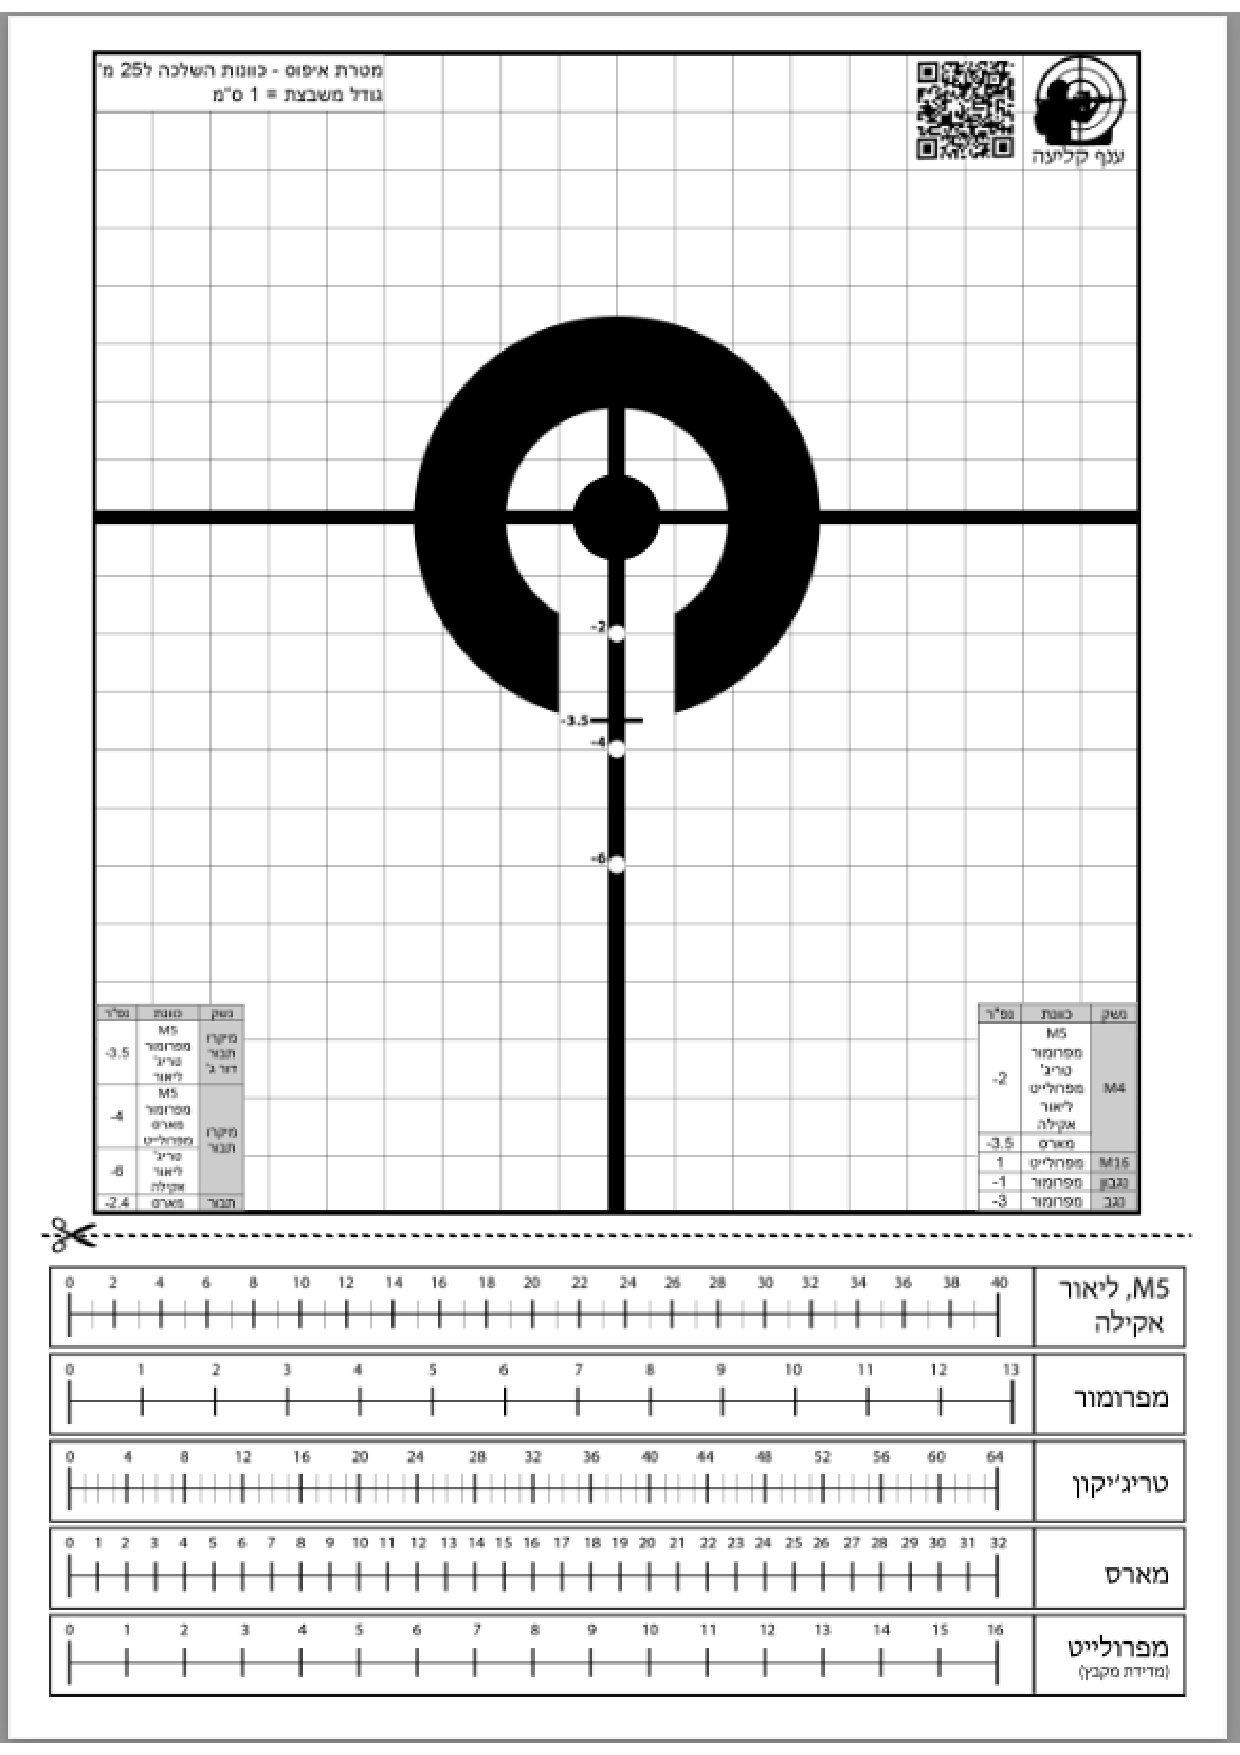 מטרת איפוס - כוונות השלכה ל25 מ'
גודל משבצת = 1 ס"מ
ענף קליעה
-2
-3.5
-4
-6
נשק כוונת נפ"ר
M4 M5 -2
מפרומור
טריג'
מפרולייט
ליאור
אקילה
מארס -3.5
M16 מפרולייט 1
נגבון מפרומור -1
נגב מפרומור -3
נשק כוונת נפ"ר
מיקרו תבור דור ג' M5 -3.5
מפרומור
טריג'
ליאור
מיקרו תבור M5 -4
מפרומור
מארס
מפרולייט
טריג' -6
ליאור
אקילה
תבור מארס -2.4
M5, ליאור
אקילה
0 2 4 6 8 10 12 14 16 18 20 22 24 26 28 30 32 34 36 38 40
מפרומור
0 1 2 3 4 5 6 7 8 9 10 11 12 13
טריג'יקון
0 4 8 12 16 20 24 28 32 36 40 44 48 52 56 60 64
מארס
0 1 2 3 4 5 6 7 8 9 10 11 12 13 14 15 16 17 18 19 20 21 22 23 24 25 26 27 28 29 30 31 32
מפרולייט
(מדידת מקבץ)
0 1 2 3 4 5 6 7 8 9 10 11 12 13 14 15 16